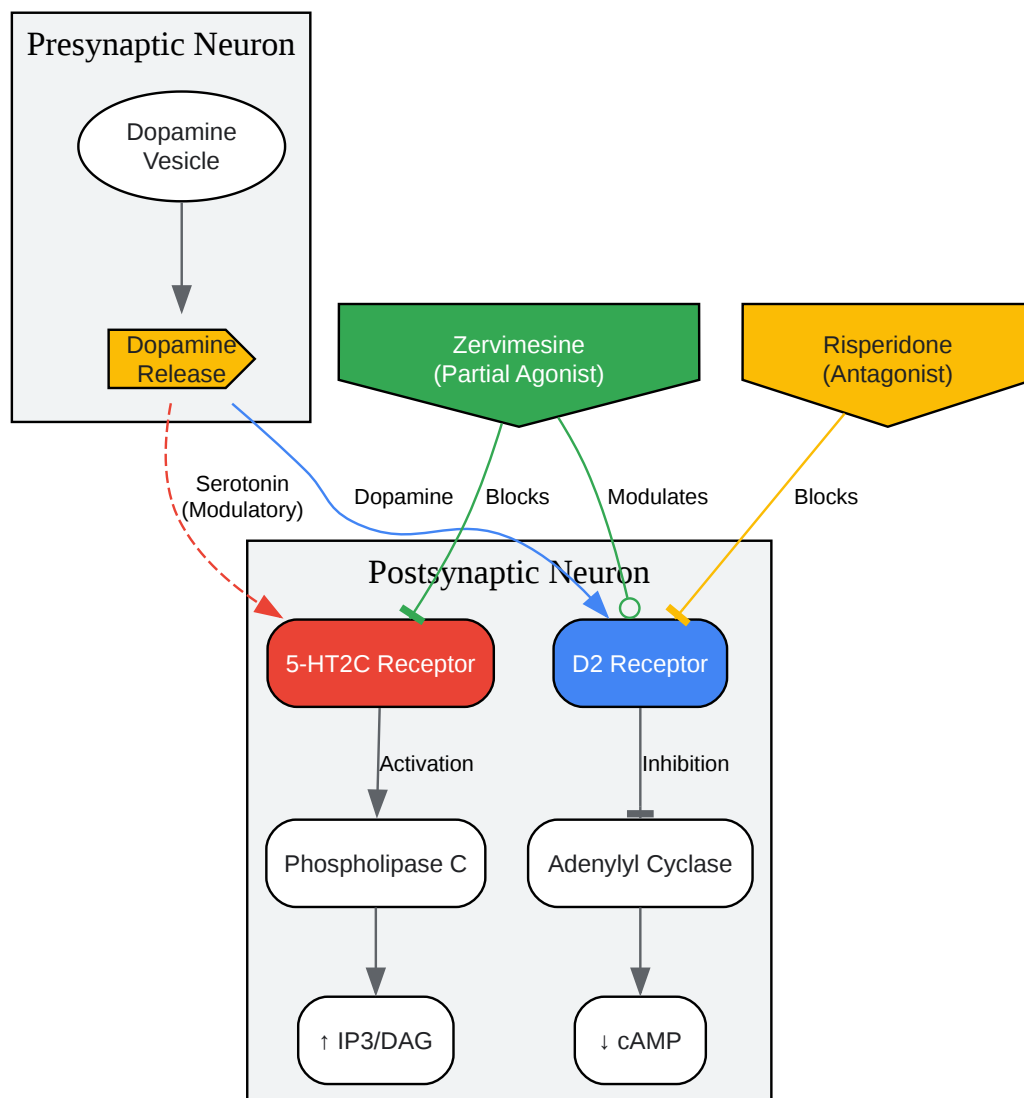 Presynaptic Neuron
Dopamine
Vesicle
Dopamine
Release
Zervimesine
(Partial Agonist)
Risperidone
(Antagonist)
Serotonin
(Modulatory)
Dopamine
Blocks
Modulates
Blocks
Postsynaptic Neuron
5-HT2C Receptor
D2 Receptor
Activation
Inhibition
Phospholipase C
Adenylyl Cyclase
↑ IP3/DAG
↓ cAMP